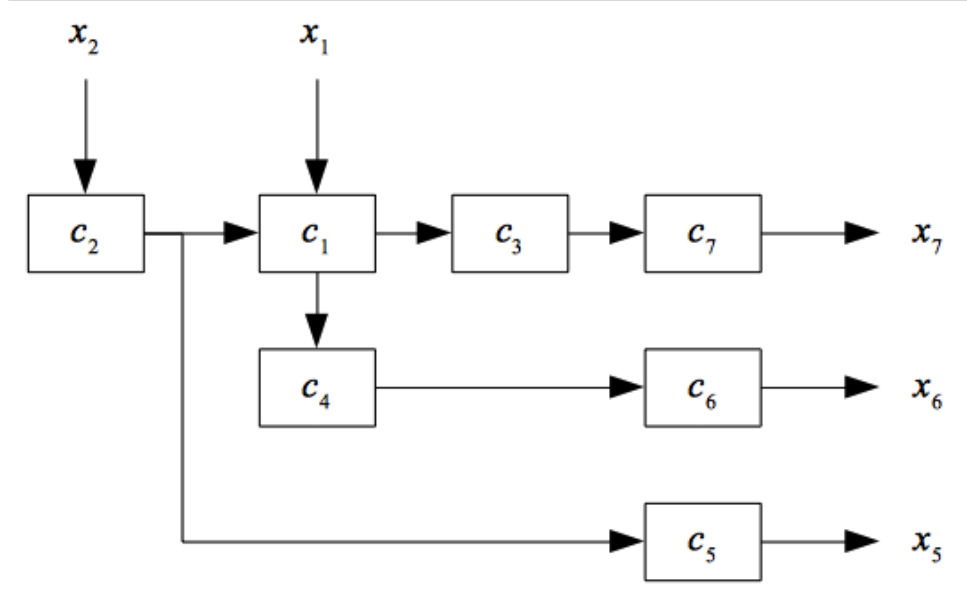 x₂ x₁
c₂ c₁ c₃ c₇ x₇
c₄ c₆ x₆
c₅ x₅